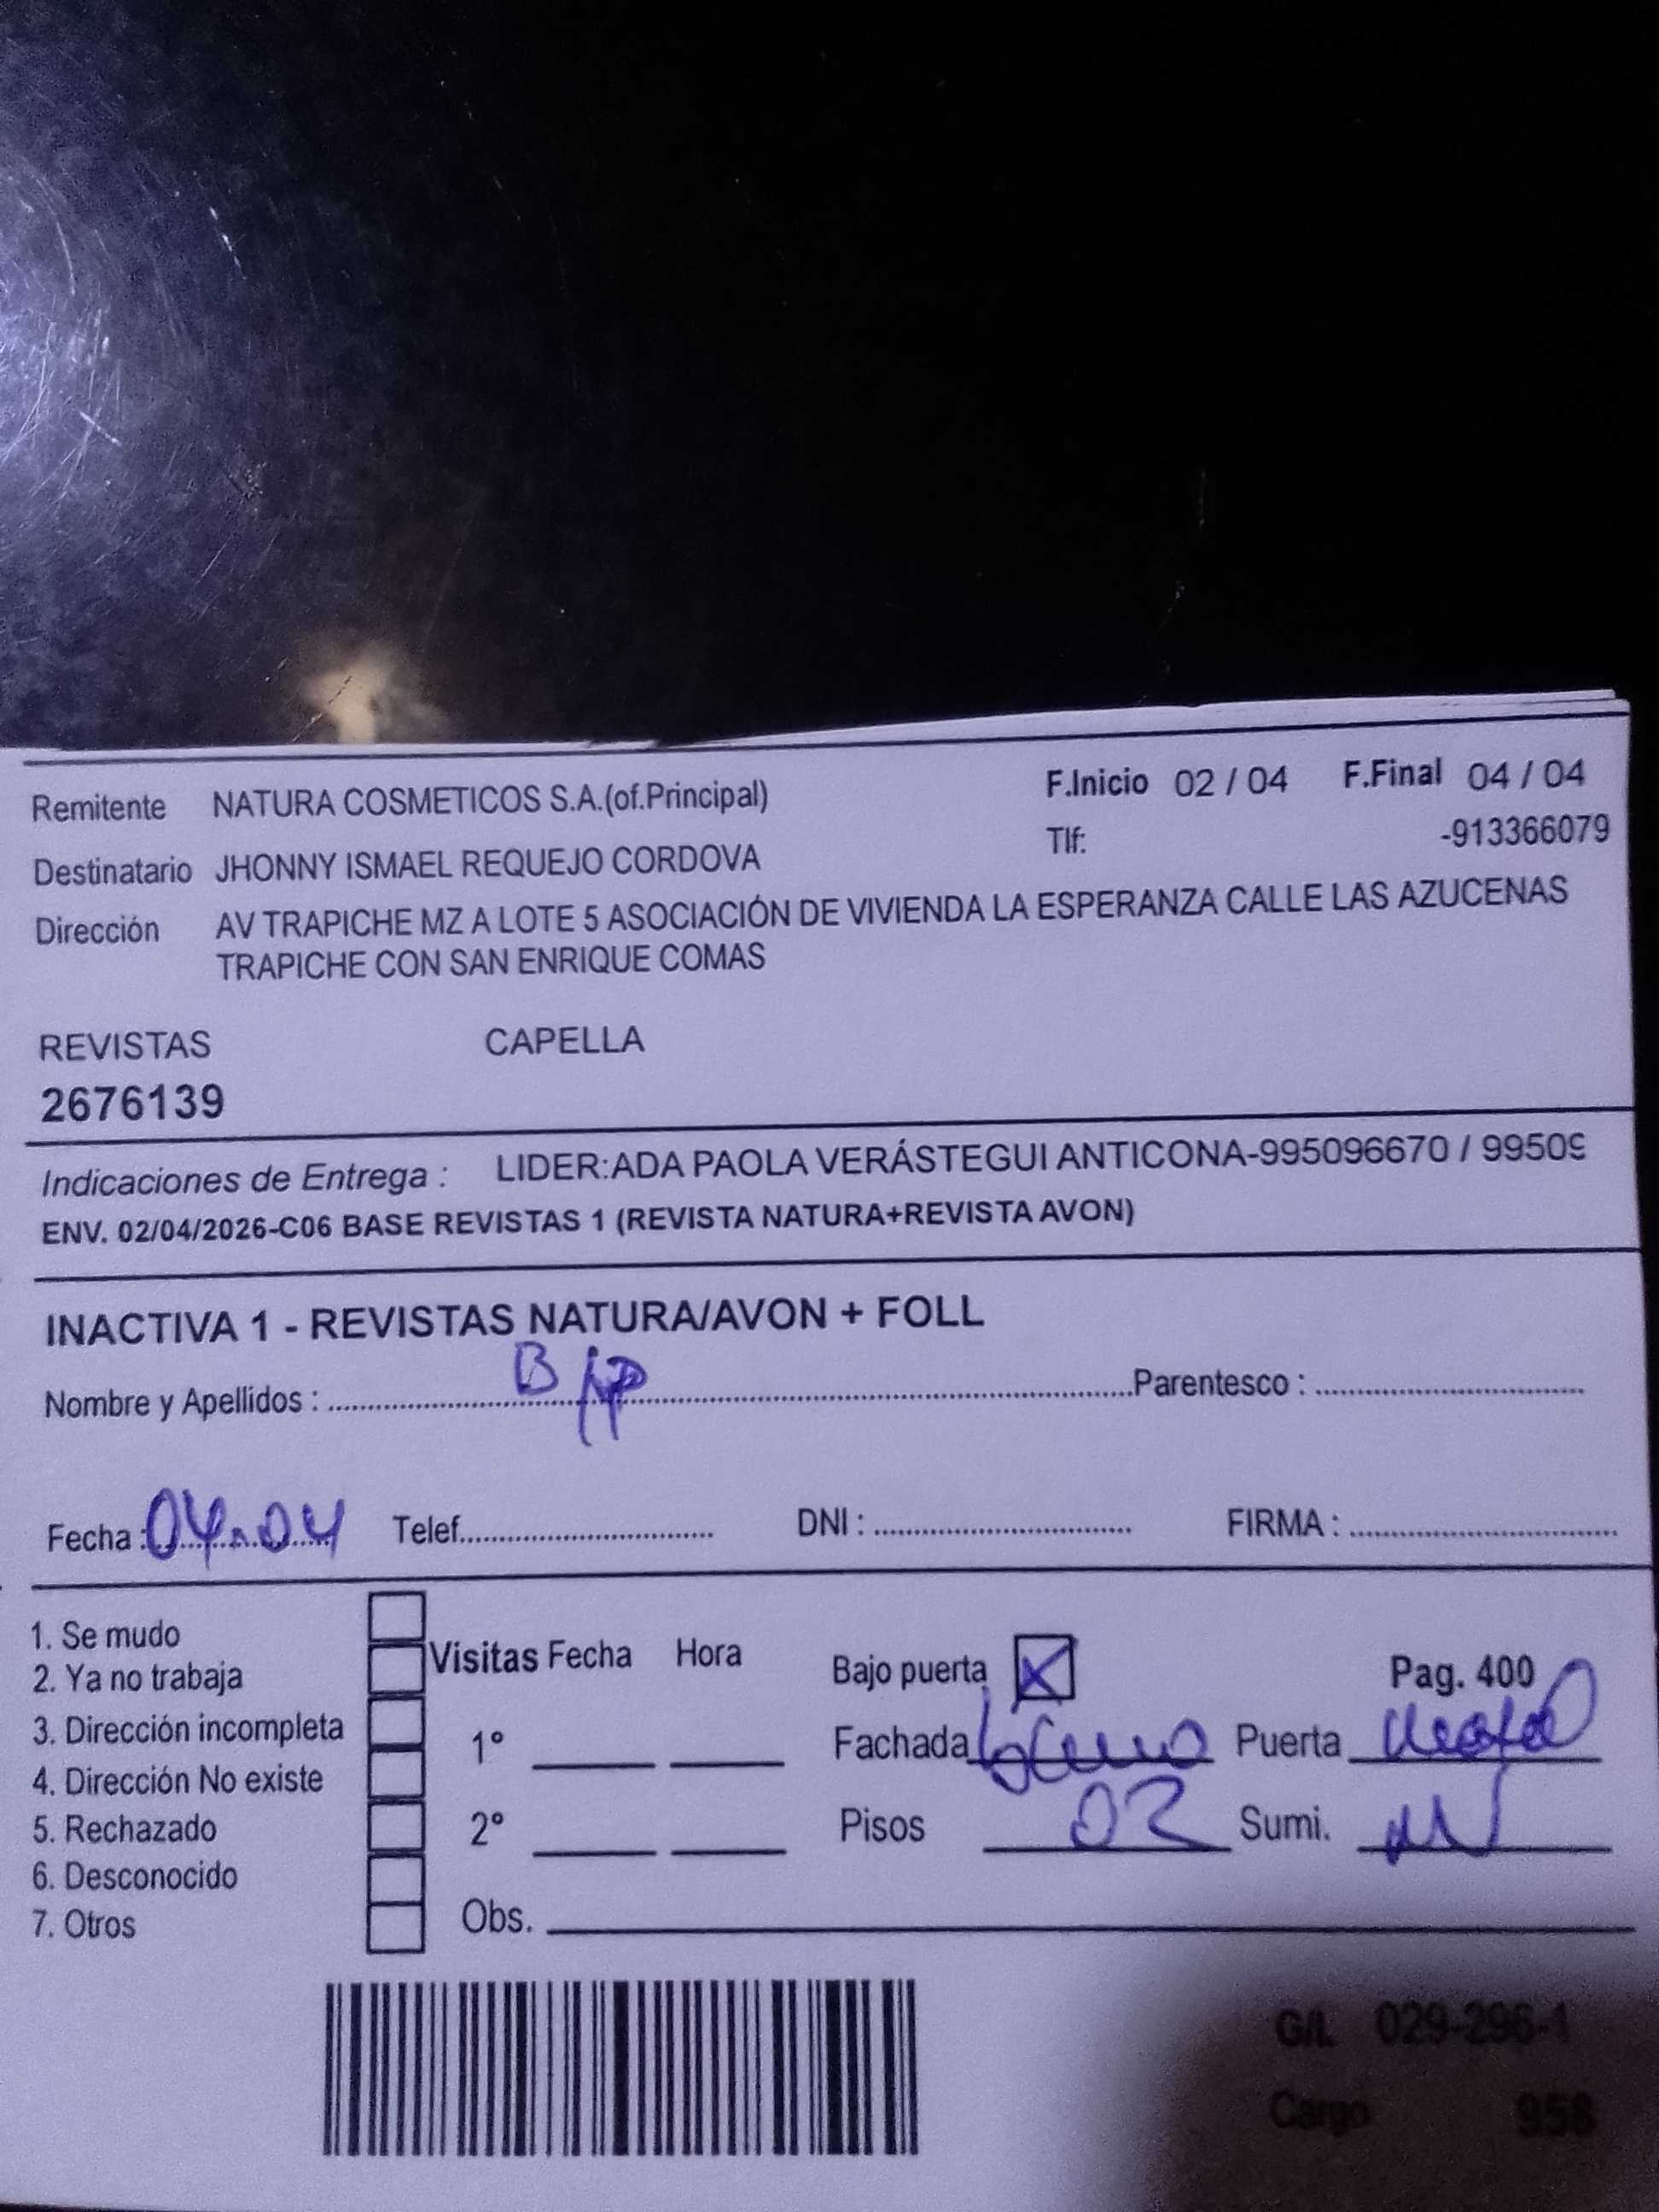 Remitente NATURA COSMETICOS S.A.(of.Principal) F.Inicio 02 / 04 F.Final 04 / 04
Destinatario JHONNY ISMAEL REQUEJO CORDOVA Tlf: -913366079
Dirección AV TRAPICHE MZ A LOTE 5 ASOCIACIÓN DE VIVIENDA LA ESPERANZA CALLE LAS AZUCENAS
TRAPICHE CON SAN ENRIQUE COMAS
REVISTAS CAPELLA
2676139
Indicaciones de Entrega : LIDER:ADA PAOLA VERÁSTEGUI ANTICONA-995096670 / 99509
ENV. 02/04/2026-C06 BASE REVISTAS 1 (REVISTA NATURA+REVISTA AVON)
INACTIVA 1 - REVISTAS NATURA/AVON + FOLL
Nombre y Apellidos : B/P Parentesco :
Fecha : 04.04 Telef. DNI : FIRMA :
1. Se mudo
2. Ya no trabaja
3. Dirección incompleta
4. Dirección No existe
5. Rechazado
6. Desconocido
7. Otros
Visitas Fecha Hora
1°
2°
Obs.
Bajo puerta X Pag. 400
Fachada Puerta
Pisos 02 Sumi.
G/L 029-296-1
Cargo 958